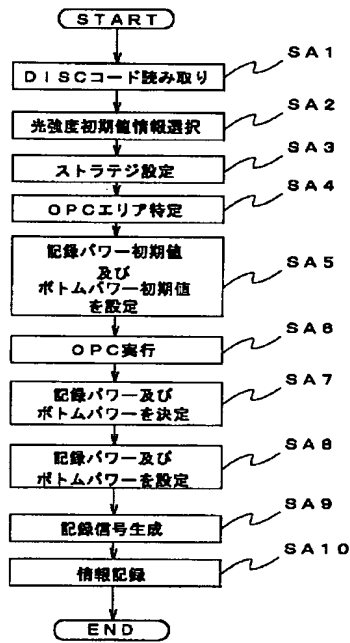 START
DISCコード読み取り
SA1
光強度初期値情報選択
SA2
ストラテジ設定
SA3
OPCエリア特定
SA4
記録パワー初期値
及び
ボトムパワー初期値
を設定
SA5
OPC実行
SA6
記録パワー及び
ボトムパワーを決定
SA7
記録パワー及び
ボトムパワーを設定
SA8
記録信号生成
SA9
情報記録
SA10
END